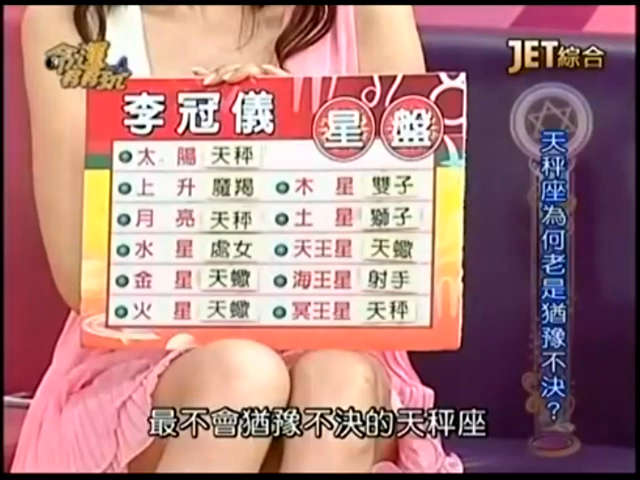 命運好好玩
JET綜合
李冠儀 星盤
太陽 天秤
上升 魔羯 木星 雙子
月亮 天秤 土星 獅子
水星 處女 天王星 天蠍
金星 天蠍 海王星 射手
火星 天蠍 冥王星 天秤
天秤座為何老是猶豫不決?
最不會猶豫不決的天秤座